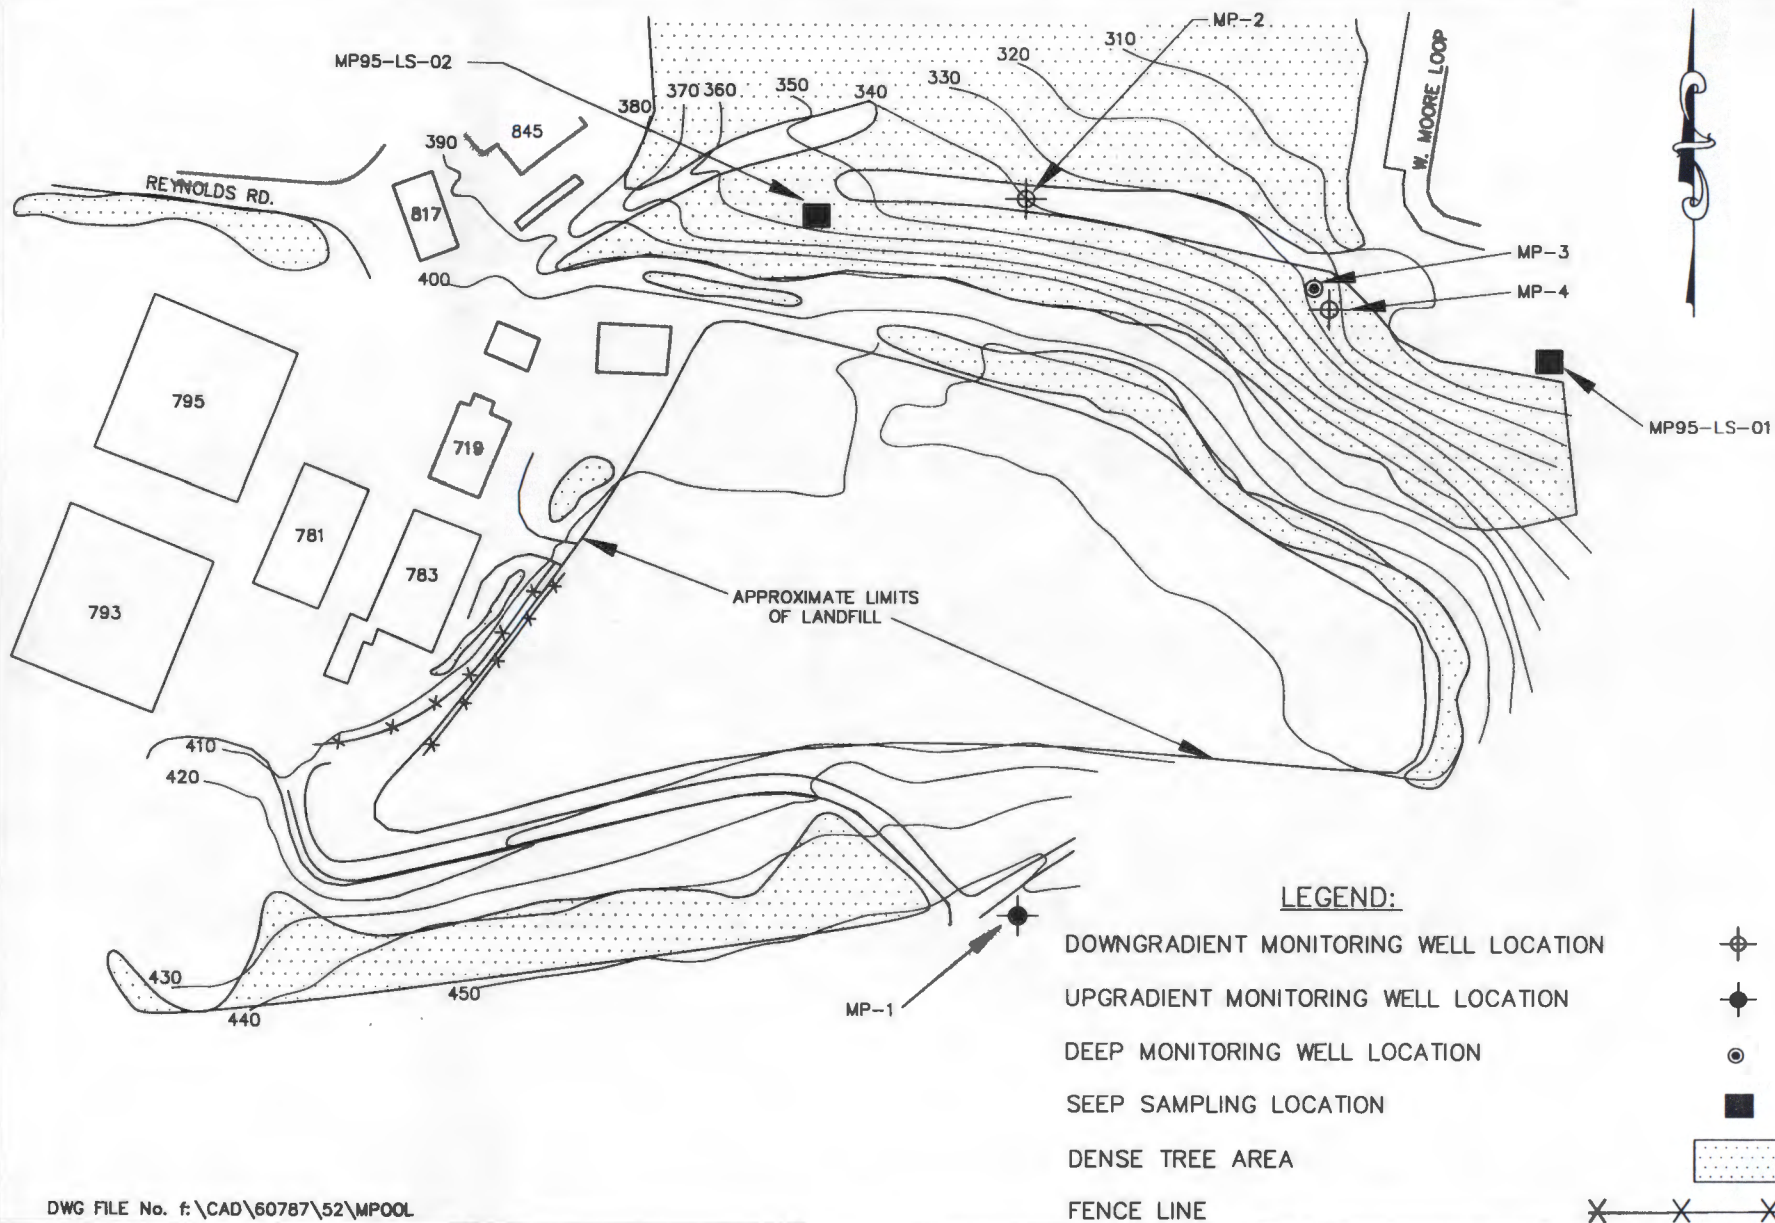 MP-2
MP95-LS-02
310
320
330
340
350
360
370
380
390
400
W. MOORE LOOP
845
REYNOLDS RD.
817
MP-3
MP-4
MP95-LS-01
795
719
781
783
793
APPROXIMATE LIMITS
OF LANDFILL
410
420
430
440
450
MP-1
LEGEND:
DOWNGRADIENT MONITORING WELL LOCATION
UPGRADIENT MONITORING WELL LOCATION
DEEP MONITORING WELL LOCATION
SEEP SAMPLING LOCATION
DENSE TREE AREA
FENCE LINE
DWG FILE No. f:\CAD\60787\52\MPOOL